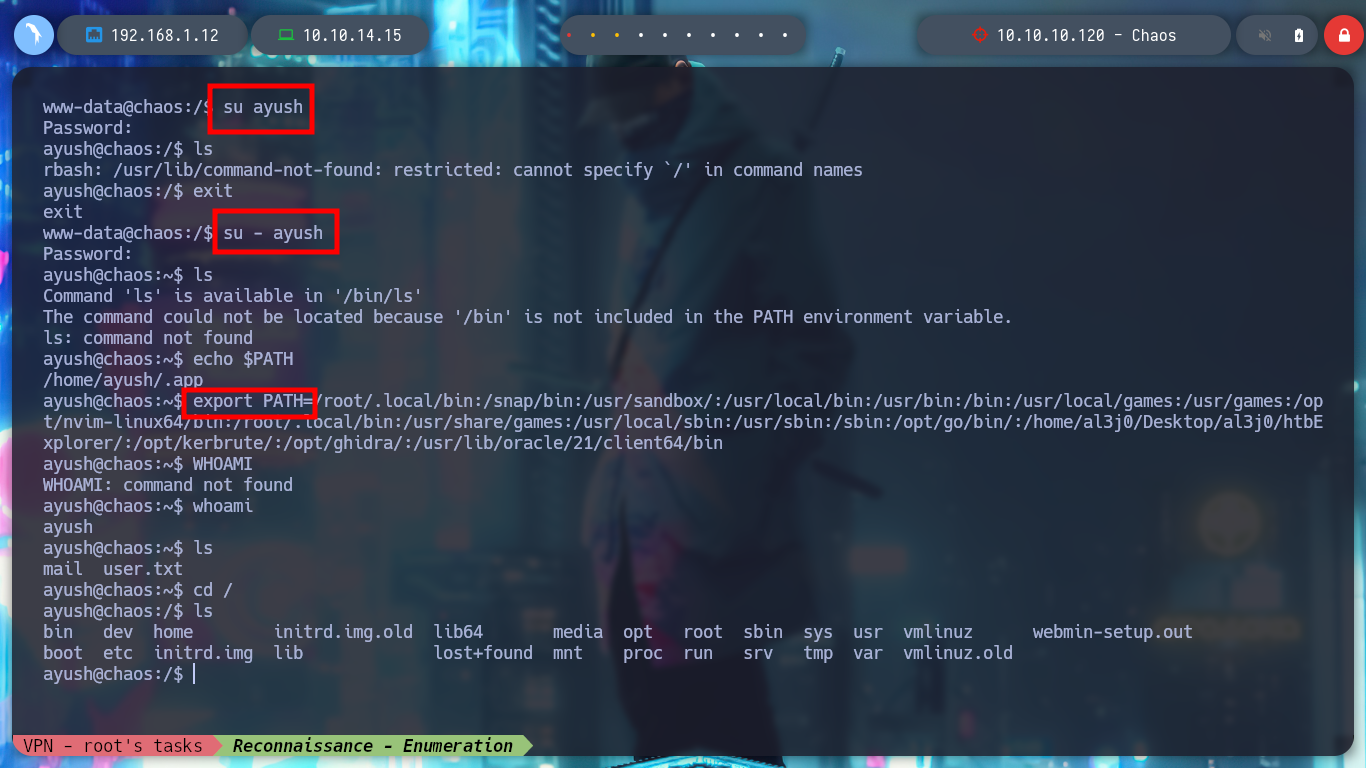 192.168.1.12
10.10.14.15
10.10.10.120 - Chaos
www-data@chaos:/$ su ayush
Password:
ayush@chaos:/$ ls
rbash: /usr/lib/command-not-found: restricted: cannot specify `/' in command names
ayush@chaos:/$ exit
exit
www-data@chaos:/$ su - ayush
Password:
ayush@chaos:~$ ls
Command 'ls' is available in '/bin/ls'
The command could not be located because '/bin' is not included in the PATH environment variable.
ls: command not found
ayush@chaos:~$ echo $PATH
/home/ayush/.app
ayush@chaos:~$ export PATH=/root/.local/bin:/snap/bin:/usr/sandbox/:/usr/local/bin:/usr/bin:/bin:/usr/local/games:/usr/games:/op
t/nvim-linux64/bin:/root/.local/bin:/usr/share/games:/usr/local/sbin:/usr/sbin:/sbin:/opt/go/bin/:/home/al3j0/Desktop/al3j0/htbE
xplorer/:/opt/kerbrute/:/opt/ghidra/:/usr/lib/oracle/21/client64/bin
ayush@chaos:~$ WHOAMI
WHOAMI: command not found
ayush@chaos:~$ whoami
ayush
ayush@chaos:~$ ls
mail  user.txt
ayush@chaos:~$ cd /
ayush@chaos:/$ ls
bin   dev  home        initrd.img.old  lib64       media  opt   root  sbin  sys  usr  vmlinuz      webmin-setup.out
boot  etc  initrd.img  lib             lost+found  mnt    proc  run   srv   tmp  var  vmlinuz.old
ayush@chaos:/$
VPN - root's tasks
Reconnaissance - Enumeration